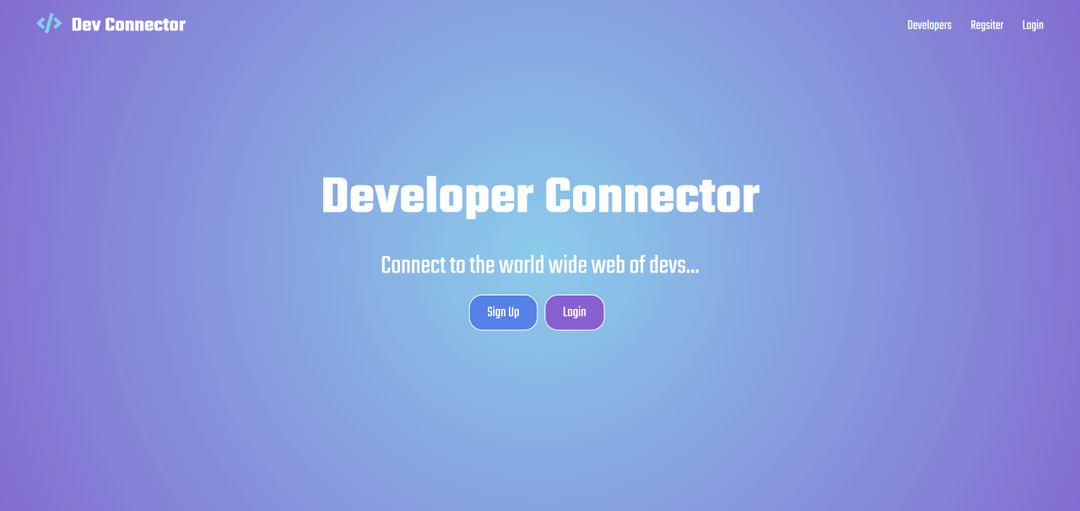 </> Dev Connector
Developers Regsiter Login
Developer Connector
Connect to the world wide web of devs...
Sign Up Login